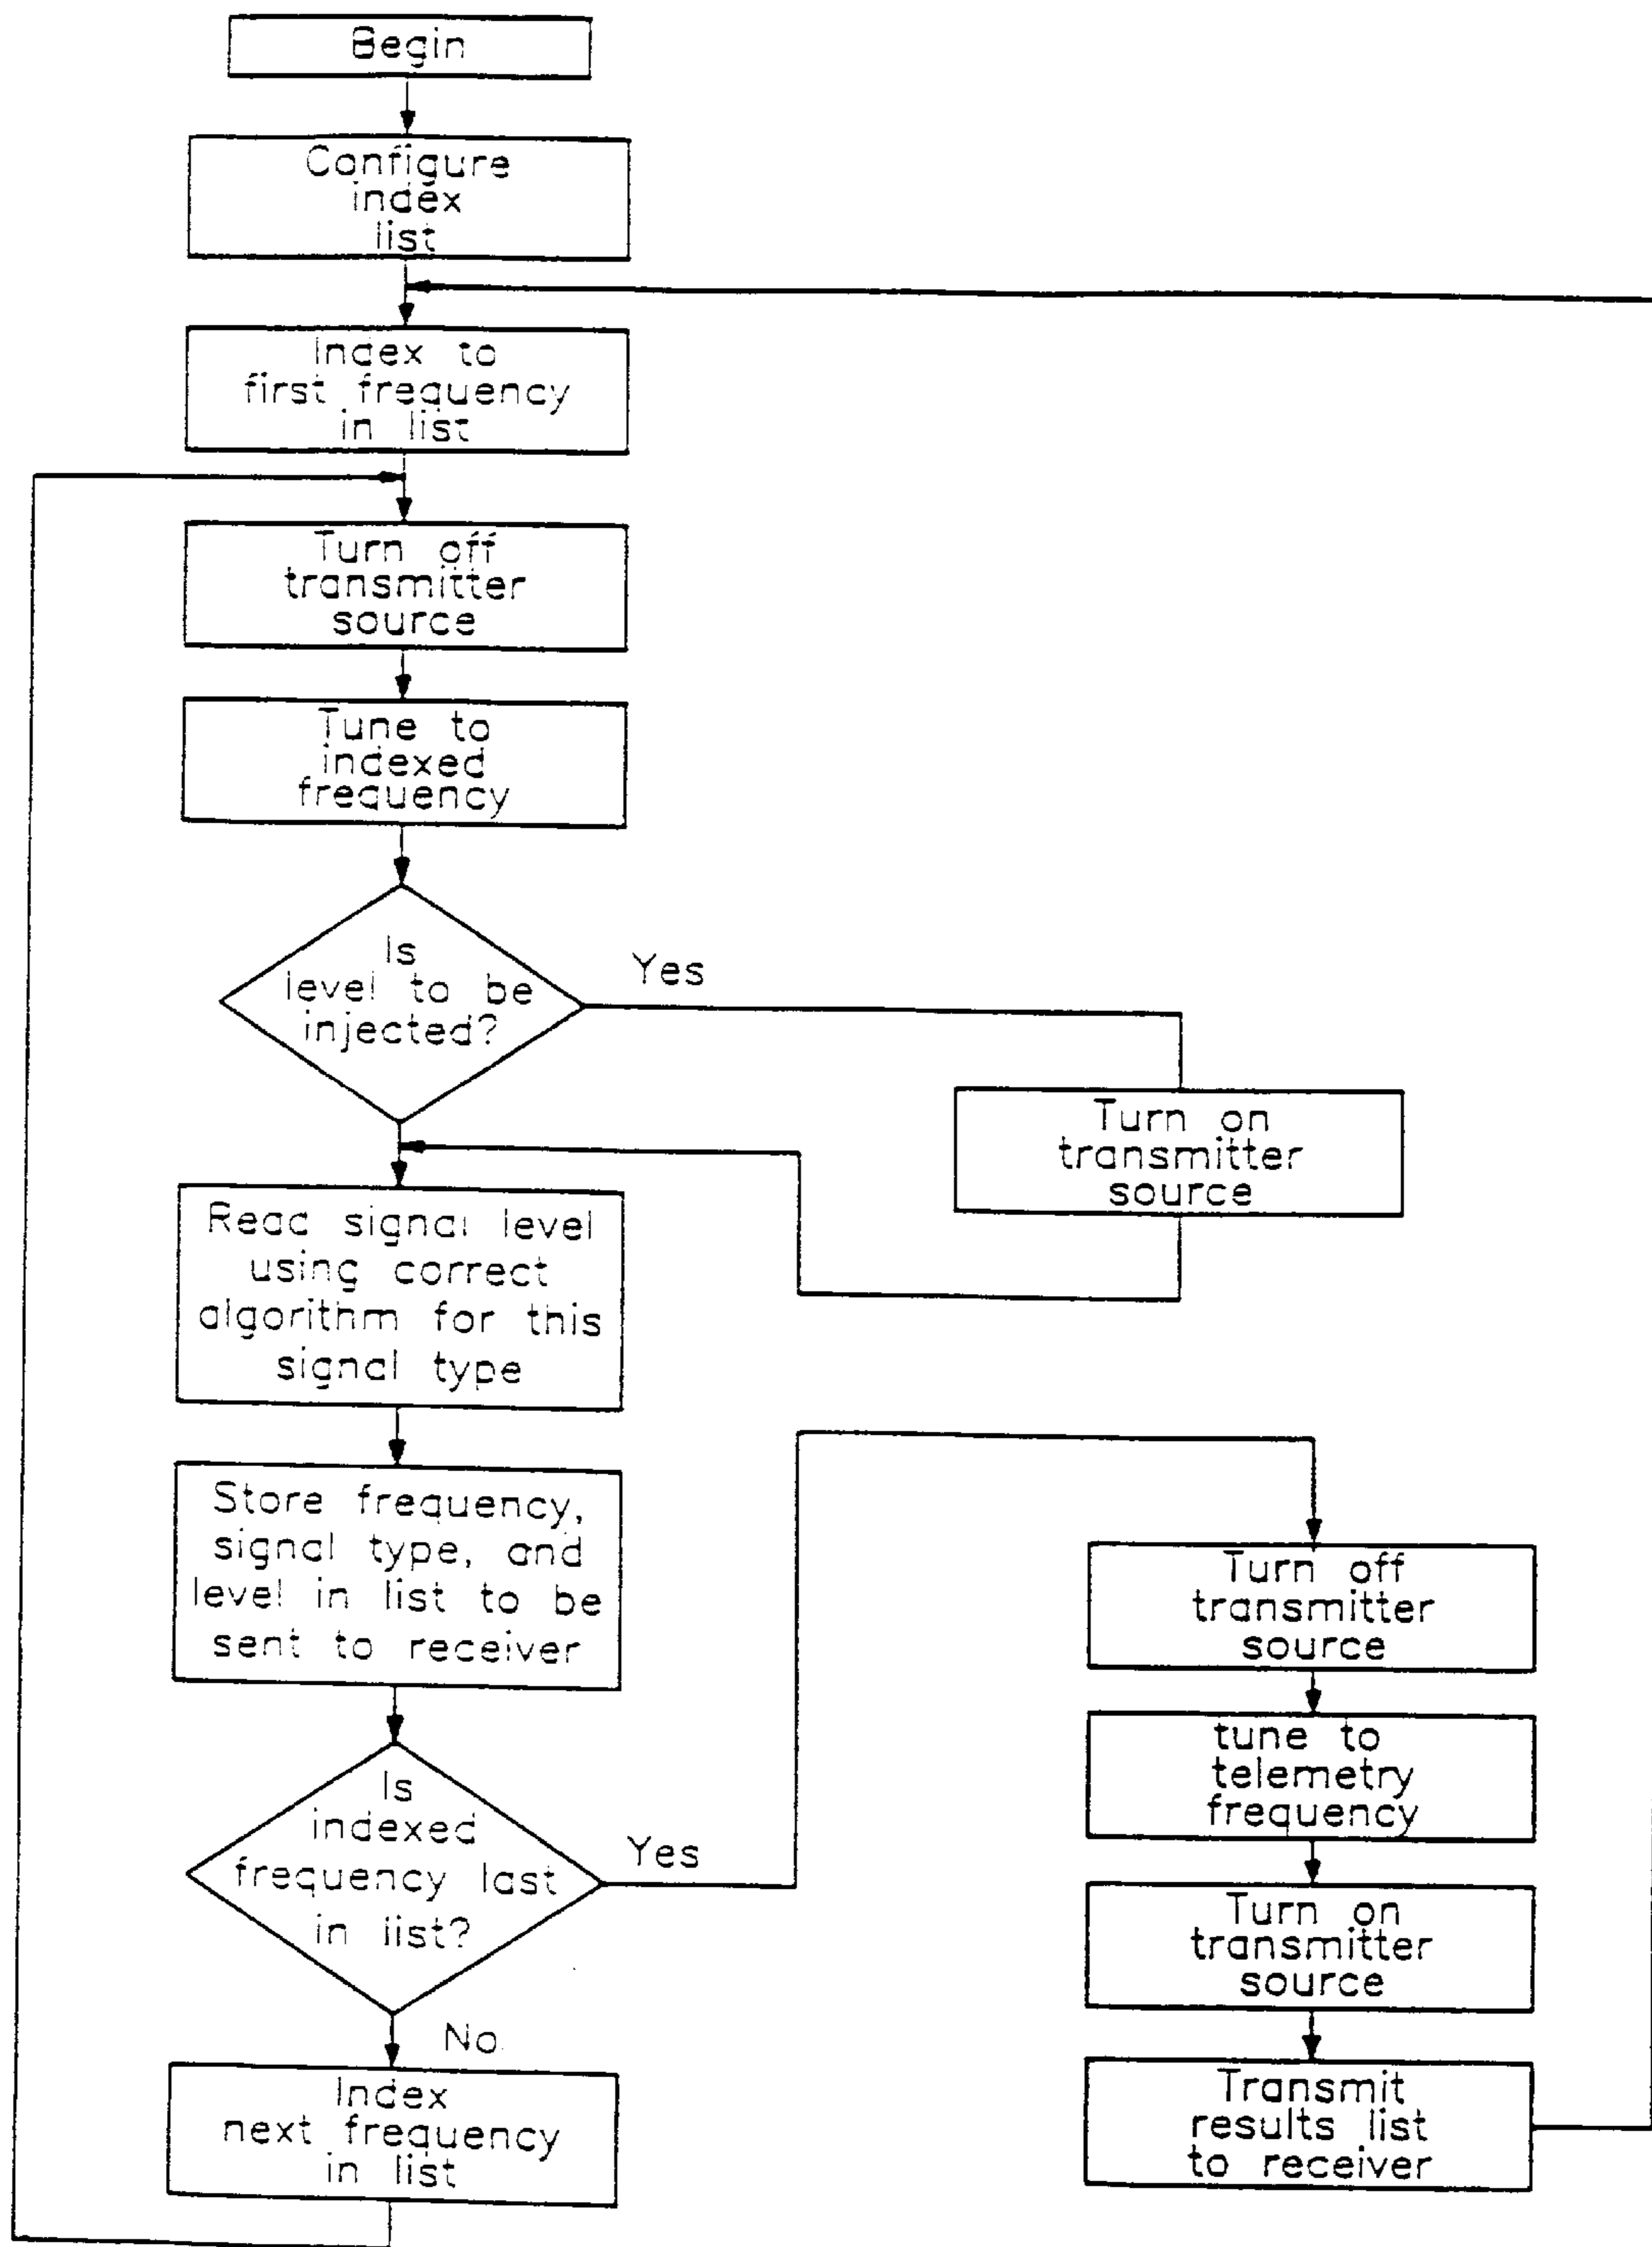 Begin
Configure
index
list
Index to
first frequency
in list
Turn off
transmitter
source
Tune to
indexed
frequency
Is
level to be
injected?
Yes
Turn on
transmitter
source
Read signal level
using correct
algorithm for this
signal type
Store frequency,
signal type, and
level in list to be
sent to receiver
Is
indexed
frequency last
in list?
Yes
No
Index
next frequency
in list
Turn off
transmitter
source
tune to
telemetry
frequency
Turn on
transmitter
source
Transmit
results list
to receiver